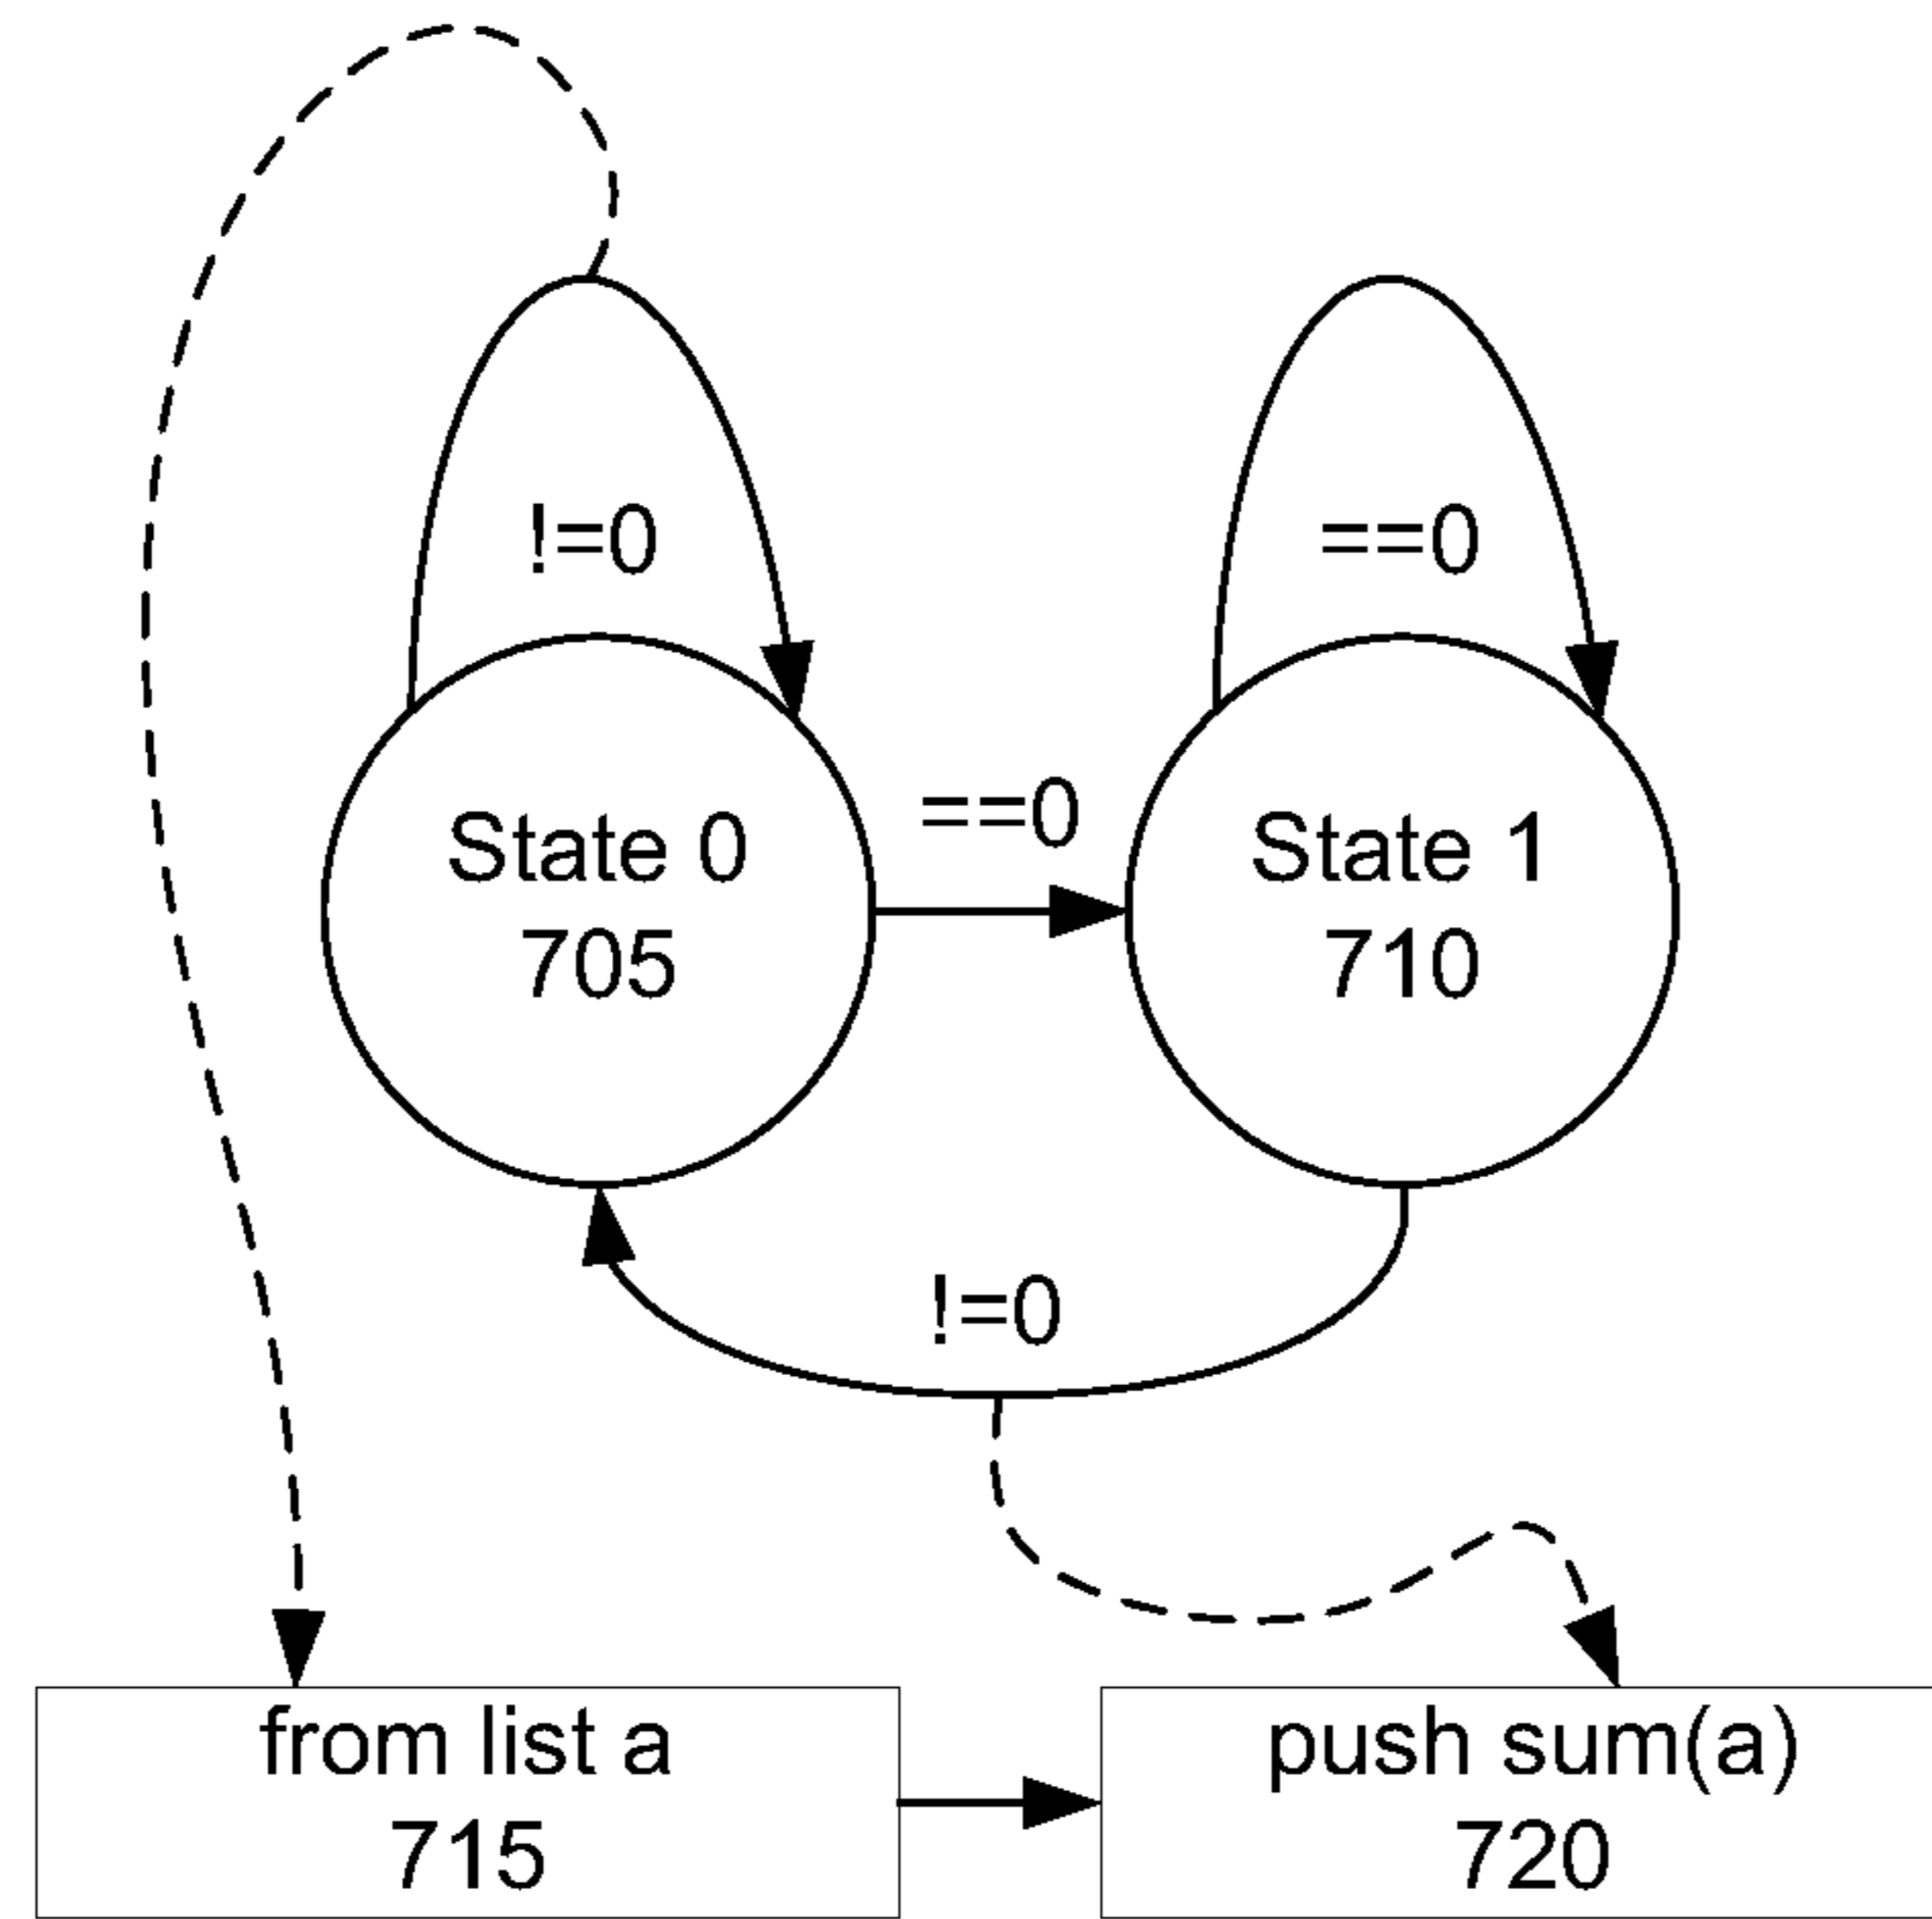 !=0
==0
State 0
705
==0
State 1
710
!=0
from list a
715
push sum(a)
720